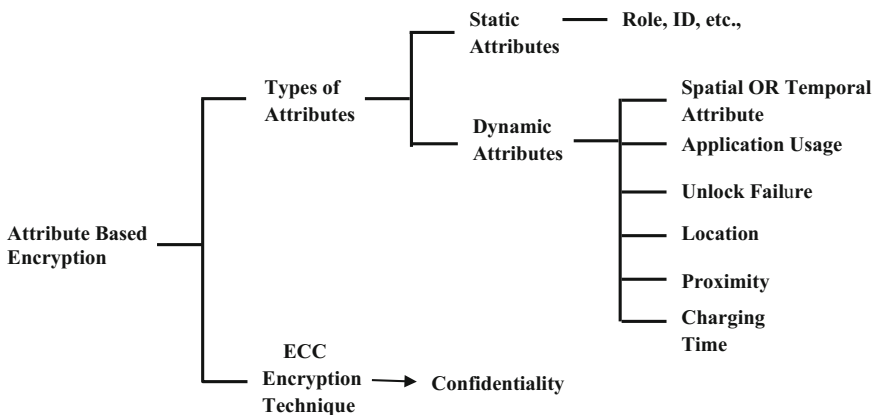 Static
Attributes
Role, ID, etc.,
Types of
Attributes
Spatial OR Temporal
Attribute
Dynamic
Attributes
Application Usage
Unlock Failure
Attribute Based
Encryption
Location
Proximity
Charging
Time
ECC
Encryption
Technique
Confidentiality